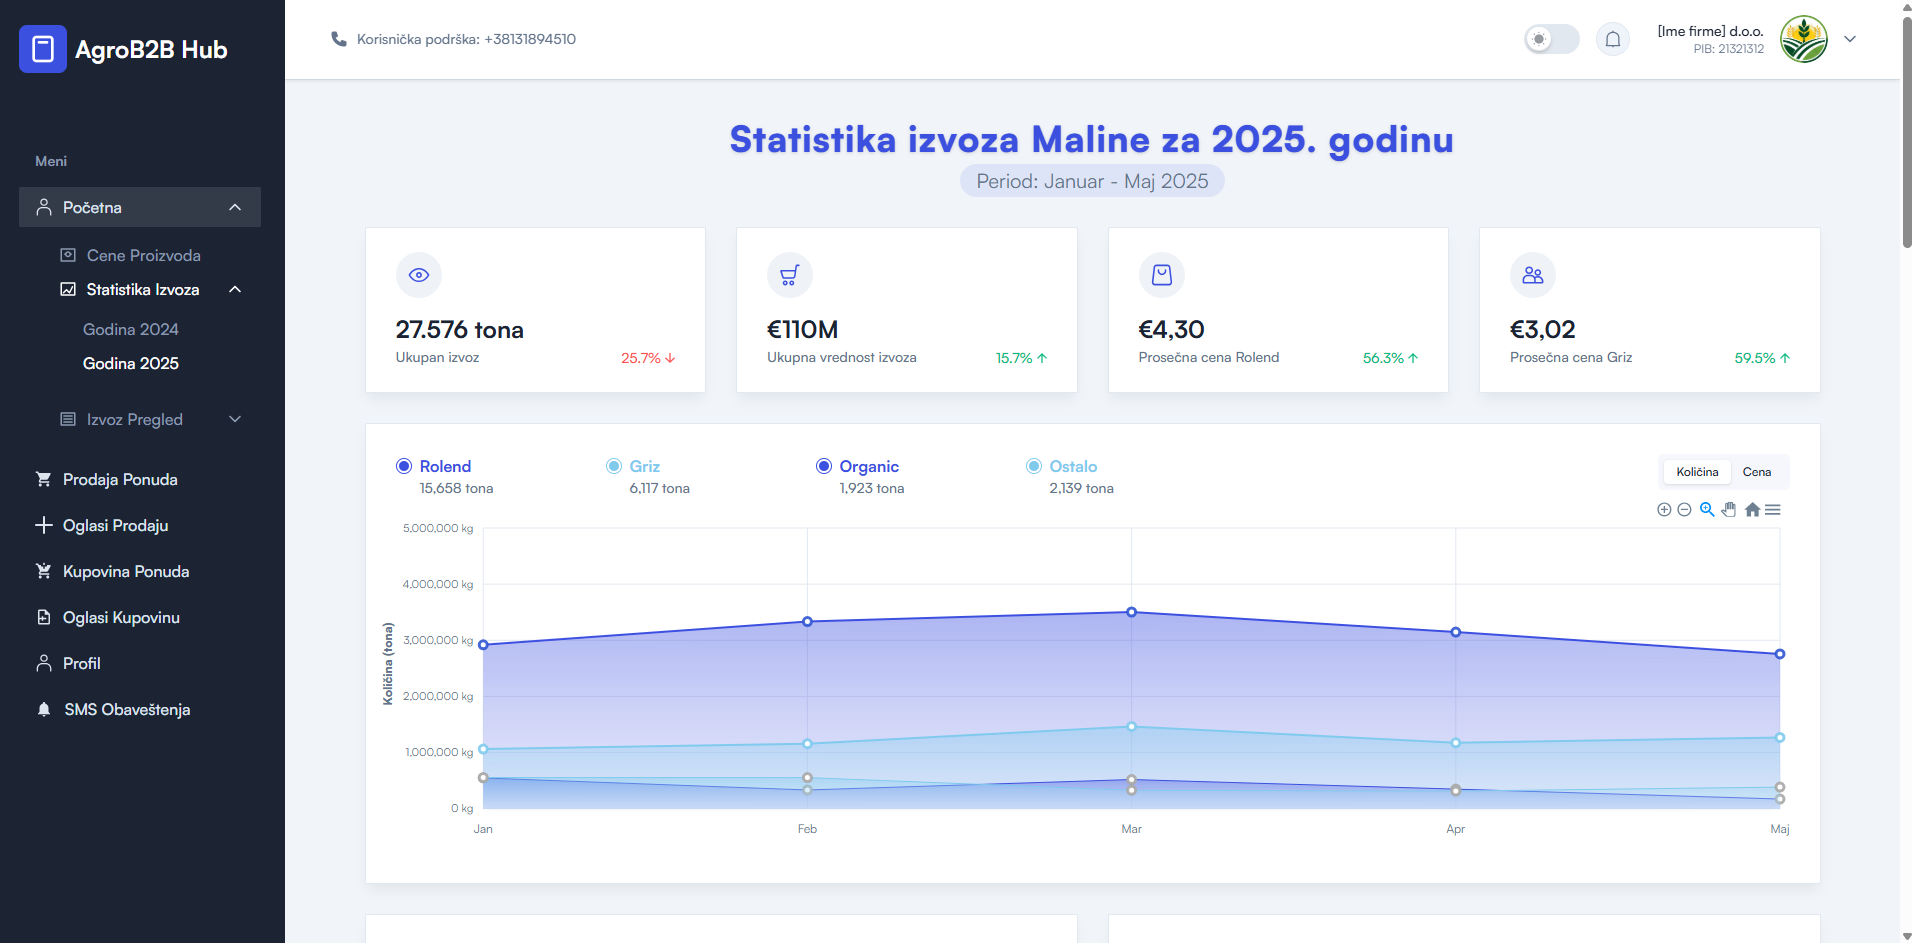 AgroB2B Hub
Korisnička podrška: +38131894510
[Ime firme] d.o.o.
PIB: 21321312
Meni
Početna
Cene Proizvoda
Statistika Izvoza
Godina 2024
Godina 2025
Izvoz Pregled
Prodaja Ponuda
Oglasi Prodaju
Kupovina Ponuda
Oglasi Kupovinu
Profil
SMS Obaveštenja
Statistika izvoza Maline za 2025. godinu
Period: Januar - Maj 2025
27.576 tona
Ukupan izvoz
25.7%
€110M
Ukupna vrednost izvoza
15.7%
€4,30
Prosečna cena Rolend
56.3%
€3,02
Prosečna cena Griz
59.5%
Rolend
15,658 tona
Griz
6,117 tona
Organic
1,923 tona
Ostalo
2,139 tona
Količina
Cena
Količina (tona)
5,000,000 kg
4,000,000 kg
3,000,000 kg
2,000,000 kg
1,000,000 kg
0 kg
Jan
Feb
Mar
Apr
Maj